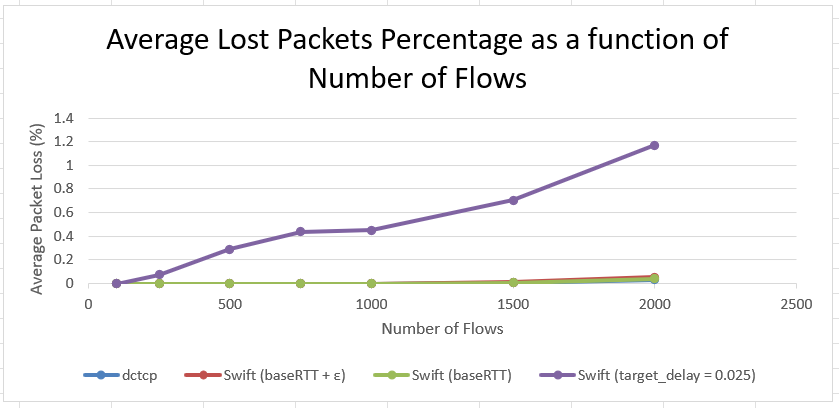 Average Lost Packets Percentage as a function of
Number of Flows
Average Packet Loss (%)
1.4
1.2
1
0.8
0.6
0.4
0.2
0
0 500 1000 1500 2000 2500
Number of Flows
dctcp Swift (baseRTT + ε) Swift (baseRTT) Swift (target_delay = 0.025)